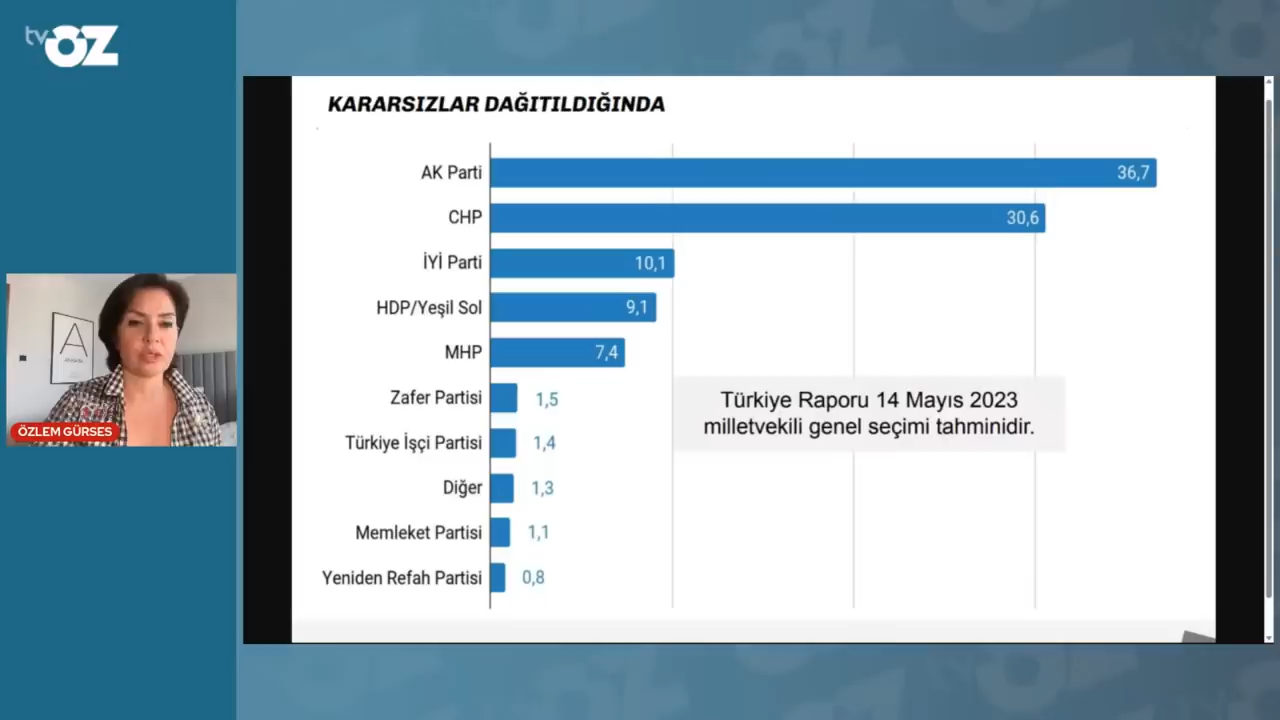 tv ÖZ
KARARSIZLAR DAĞITILDIĞINDA
AK Parti 36,7
CHP 30,6
İYİ Parti 10,1
HDP/Yeşil Sol 9,1
MHP 7,4
Zafer Partisi 1,5
Türkiye İşçi Partisi 1,4
Diğer 1,3
Memleket Partisi 1,1
Yeniden Refah Partisi 0,8
Türkiye Raporu 14 Mayıs 2023
milletvekili genel seçimi tahminidir.
A
ÖZLEM GÜRSES